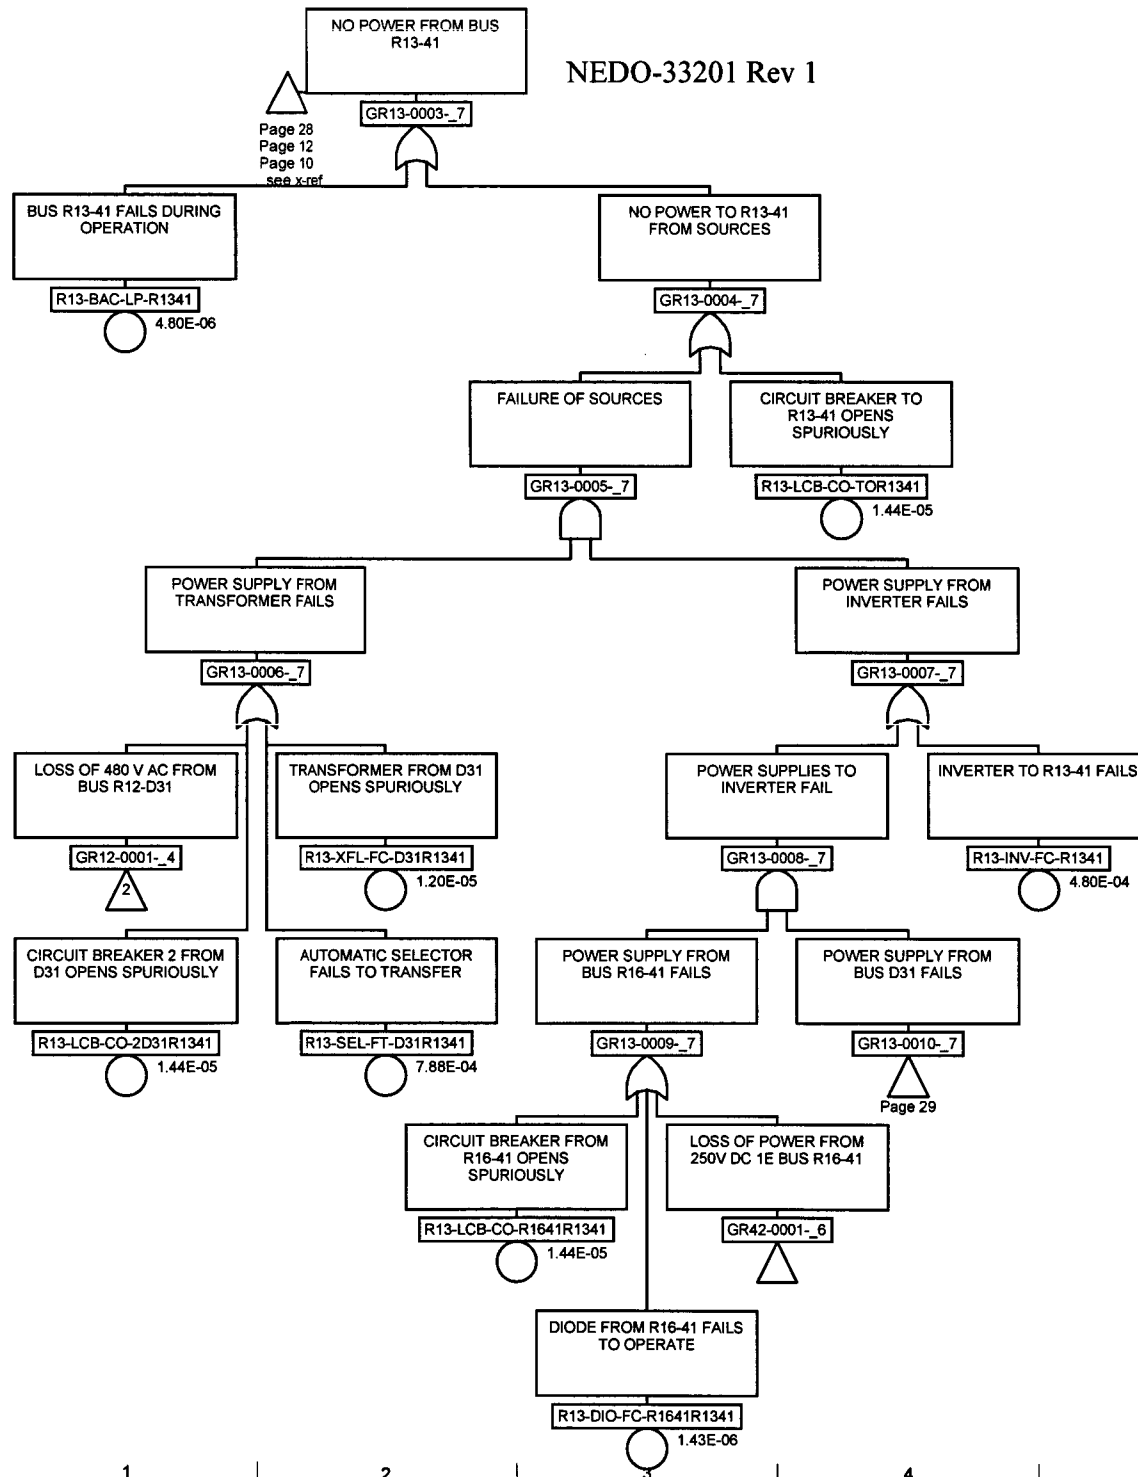 NO POWER FROM BUS
R13-41
NEDO-33201 Rev 1
GR13-0003-_7
Page 28
Page 12
Page 10
see x-ref
BUS R13-41 FAILS DURING
OPERATION
R13-BAC-LP-R1341
4.80E-06
NO POWER TO R13-41
FROM SOURCES
GR13-0004-_7
FAILURE OF SOURCES
GR13-0005-_7
CIRCUIT BREAKER TO
R13-41 OPENS
SPURIOUSLY
R13-LCB-CO-TOR1341
1.44E-05
POWER SUPPLY FROM
TRANSFORMER FAILS
GR13-0006-_7
POWER SUPPLY FROM
INVERTER FAILS
GR13-0007-_7
LOSS OF 480 V AC FROM
BUS R12-D31
GR12-0001-_4
2
TRANSFORMER FROM D31
OPENS SPURIOUSLY
R13-XFL-FC-D31R1341
1.20E-05
POWER SUPPLIES TO
INVERTER FAIL
GR13-0008-_7
INVERTER TO R13-41 FAILS
R13-INV-FC-R1341
4.80E-04
CIRCUIT BREAKER 2 FROM
D31 OPENS SPURIOUSLY
R13-LCB-CO-2D31R1341
1.44E-05
AUTOMATIC SELECTOR
FAILS TO TRANSFER
R13-SEL-FT-D31R1341
7.88E-04
POWER SUPPLY FROM
BUS R16-41 FAILS
GR13-0009-_7
POWER SUPPLY FROM
BUS D31 FAILS
GR13-0010-_7
Page 29
CIRCUIT BREAKER FROM
R16-41 OPENS
SPURIOUSLY
R13-LCB-CO-R1641R1341
1.44E-05
LOSS OF POWER FROM
250V DC 1E BUS R16-41
GR42-0001-_6
DIODE FROM R16-41 FAILS
TO OPERATE
R13-DIO-FC-R1641R1341
1.43E-06
1 2 3 4